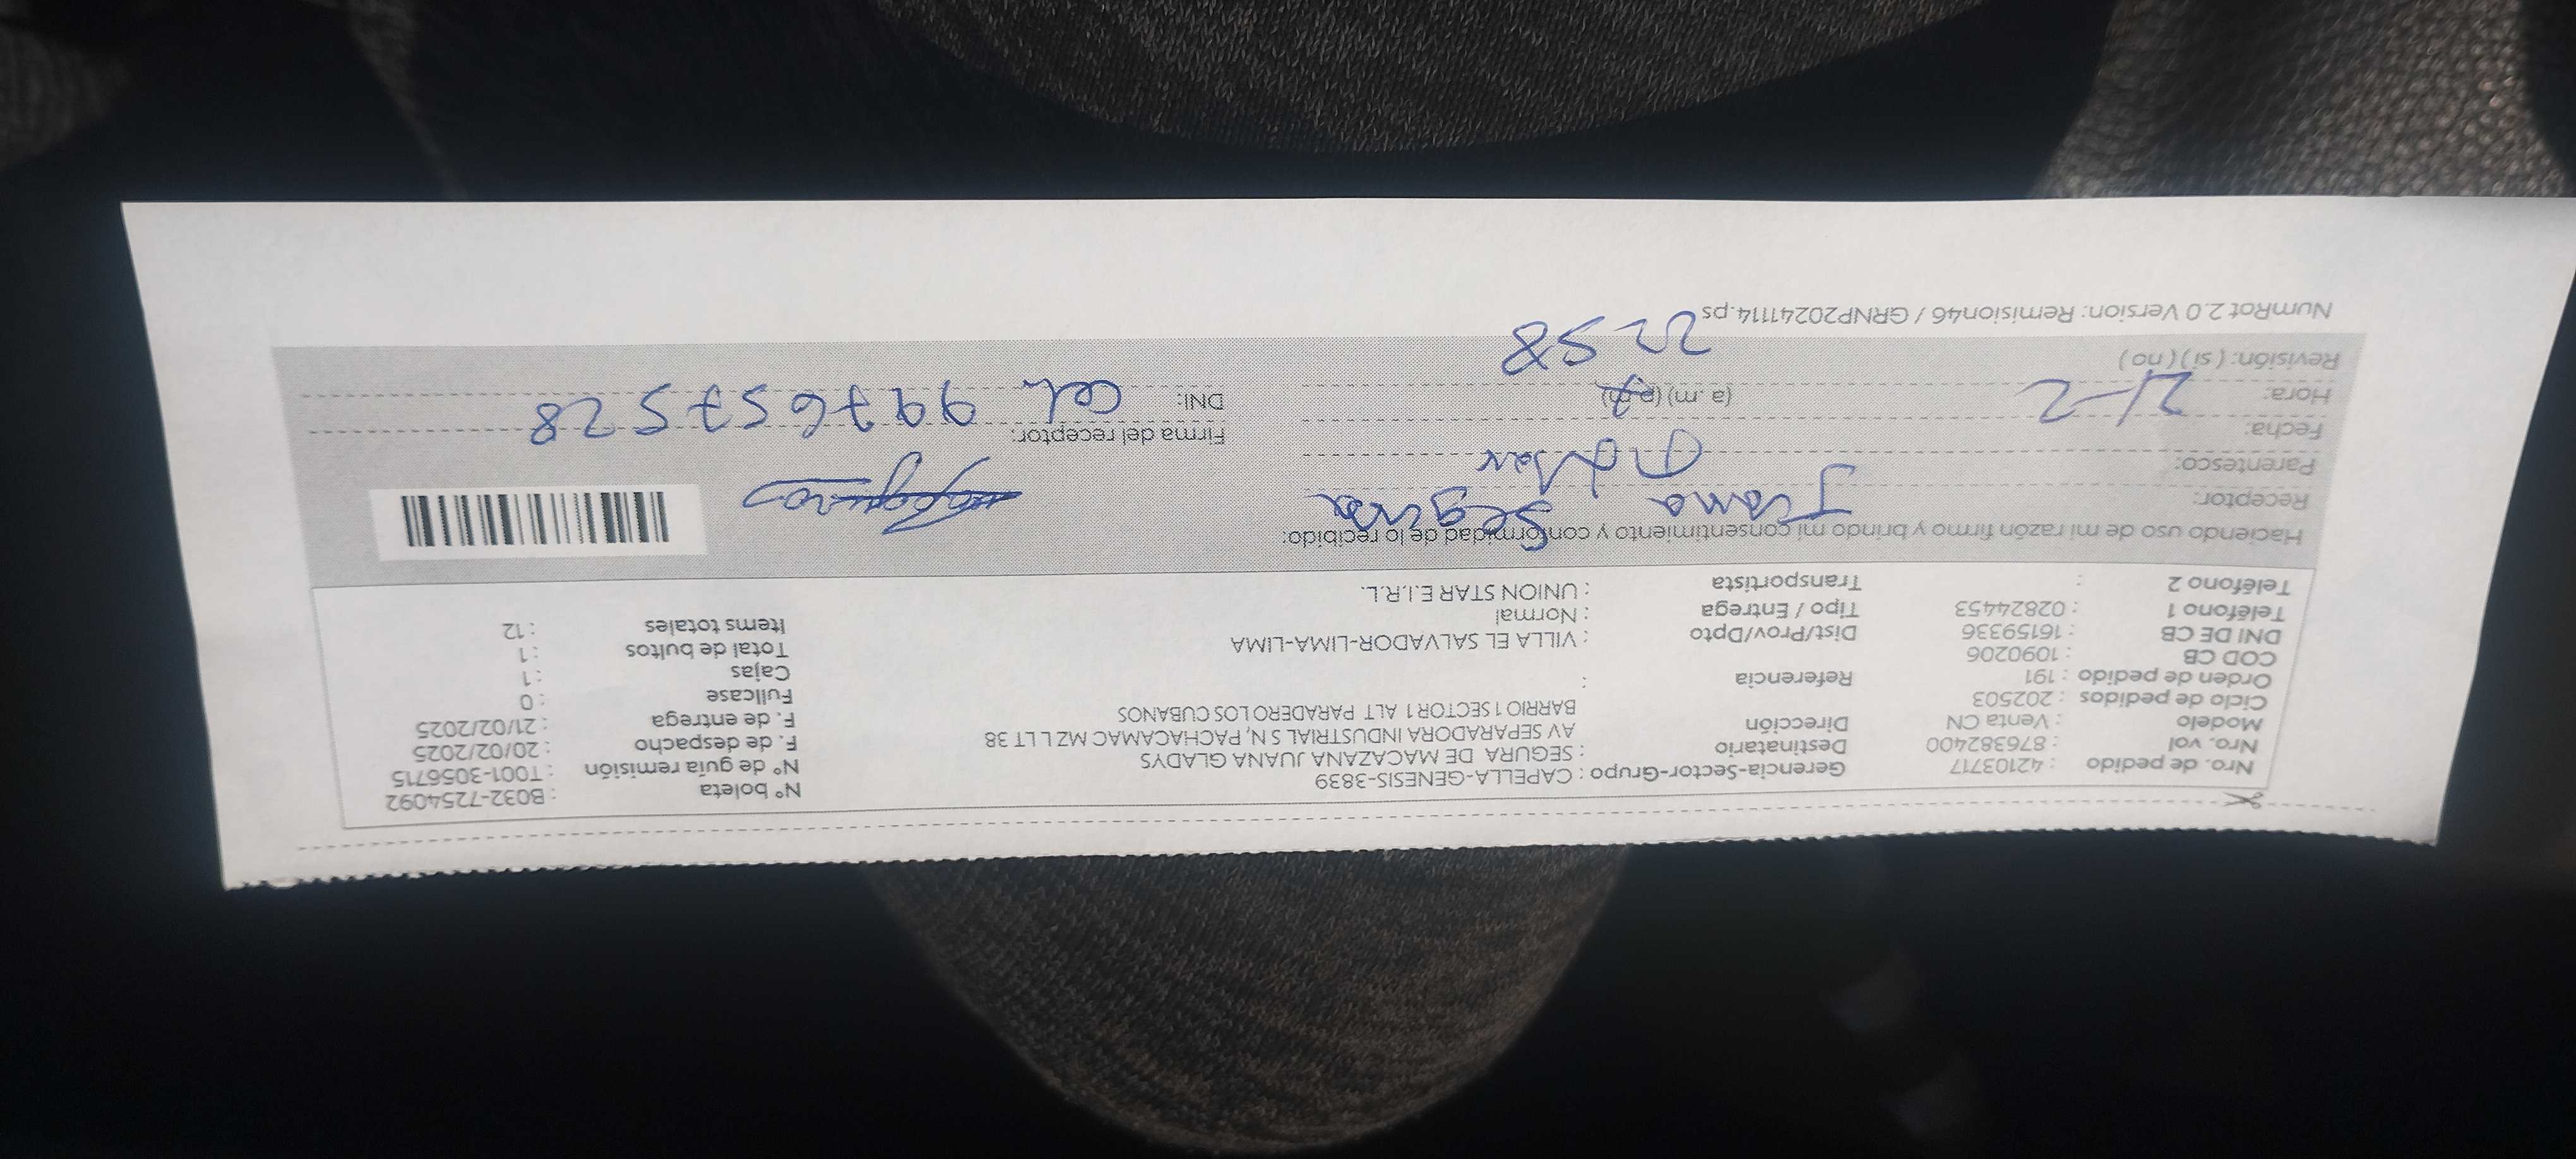 Nro. de pedido : 42103717 Gerencia-Sector-Grupo : CAPELLA-GENESIS-3839 N° boleta : B032-7254092
Nro. vol : 876382400 Destinatario : SEGURA DE MACAZANA JUANA GLADYS N° de guía remisión : T001-3056715
Modelo : Venta CN Dirección AV SEPARADORA INDUSTRIAL S N, PACHACAMAC MZ L LT 38 F. de despacho : 20/02/2025
Ciclo de pedidos : 202503 BARRIO 1 SECTOR 1 ALT PARADERO LOS CUBANOS F. de entrega : 21/02/2025
Orden de pedido : 191 Referencia : Fullcase : 0
COD CB : 1090206 Cajas : 1
DNI DE CB : 16159336 Dist/Prov/Dpto : VILLA EL SALVADOR-LIMA-LIMA Total de bultos : 1
Teléfono 1 : 02824453 Tipo / Entrega : Normal Items totales : 12
Teléfono 2 : Transportista : UNION STAR E.I.R.L.
Haciendo uso de mi razón firmo y brindo mi consentimiento y conformidad de lo recibido:
Receptor: Juana Segura
Parentesco:
Fecha: 21-2 Firma del receptor:
Hora: (a. m) (p. m) DNI: Cel. 997657528
Revisión: ( si ) ( no ) 2258
NumRot 2.0 Version: Remision46 / GRNP20241114.ps